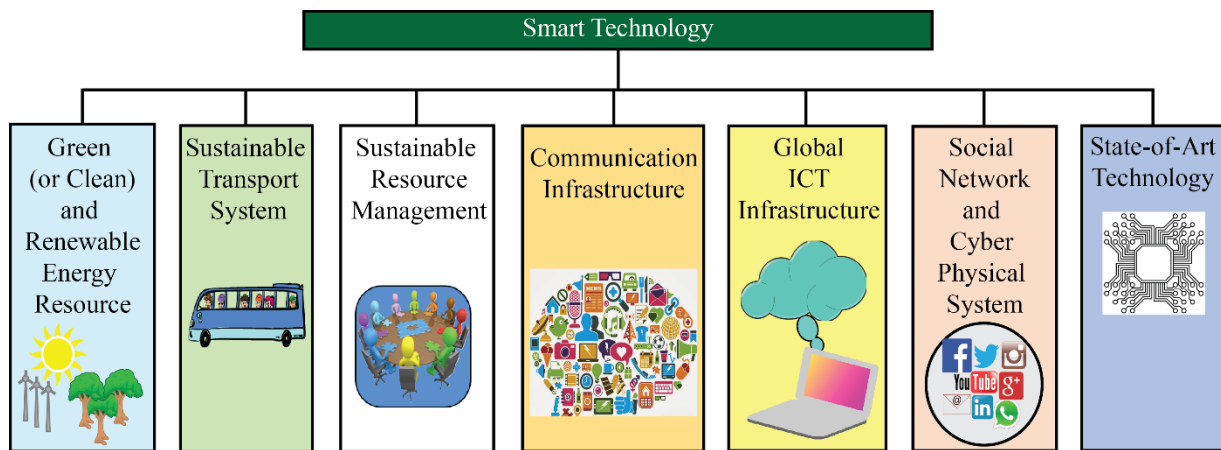 Smart Technology
Green
(or Clean)
and
Renewable
Energy
Resource
Sustainable
Transport
System
Sustainable
Resource
Management
Communication
Infrastructure
NEWS
Global
ICT
Infrastructure
Social
Network
and
Cyber
Physical
System
f
You Tube g+
@ in
State-of-Art
Technology